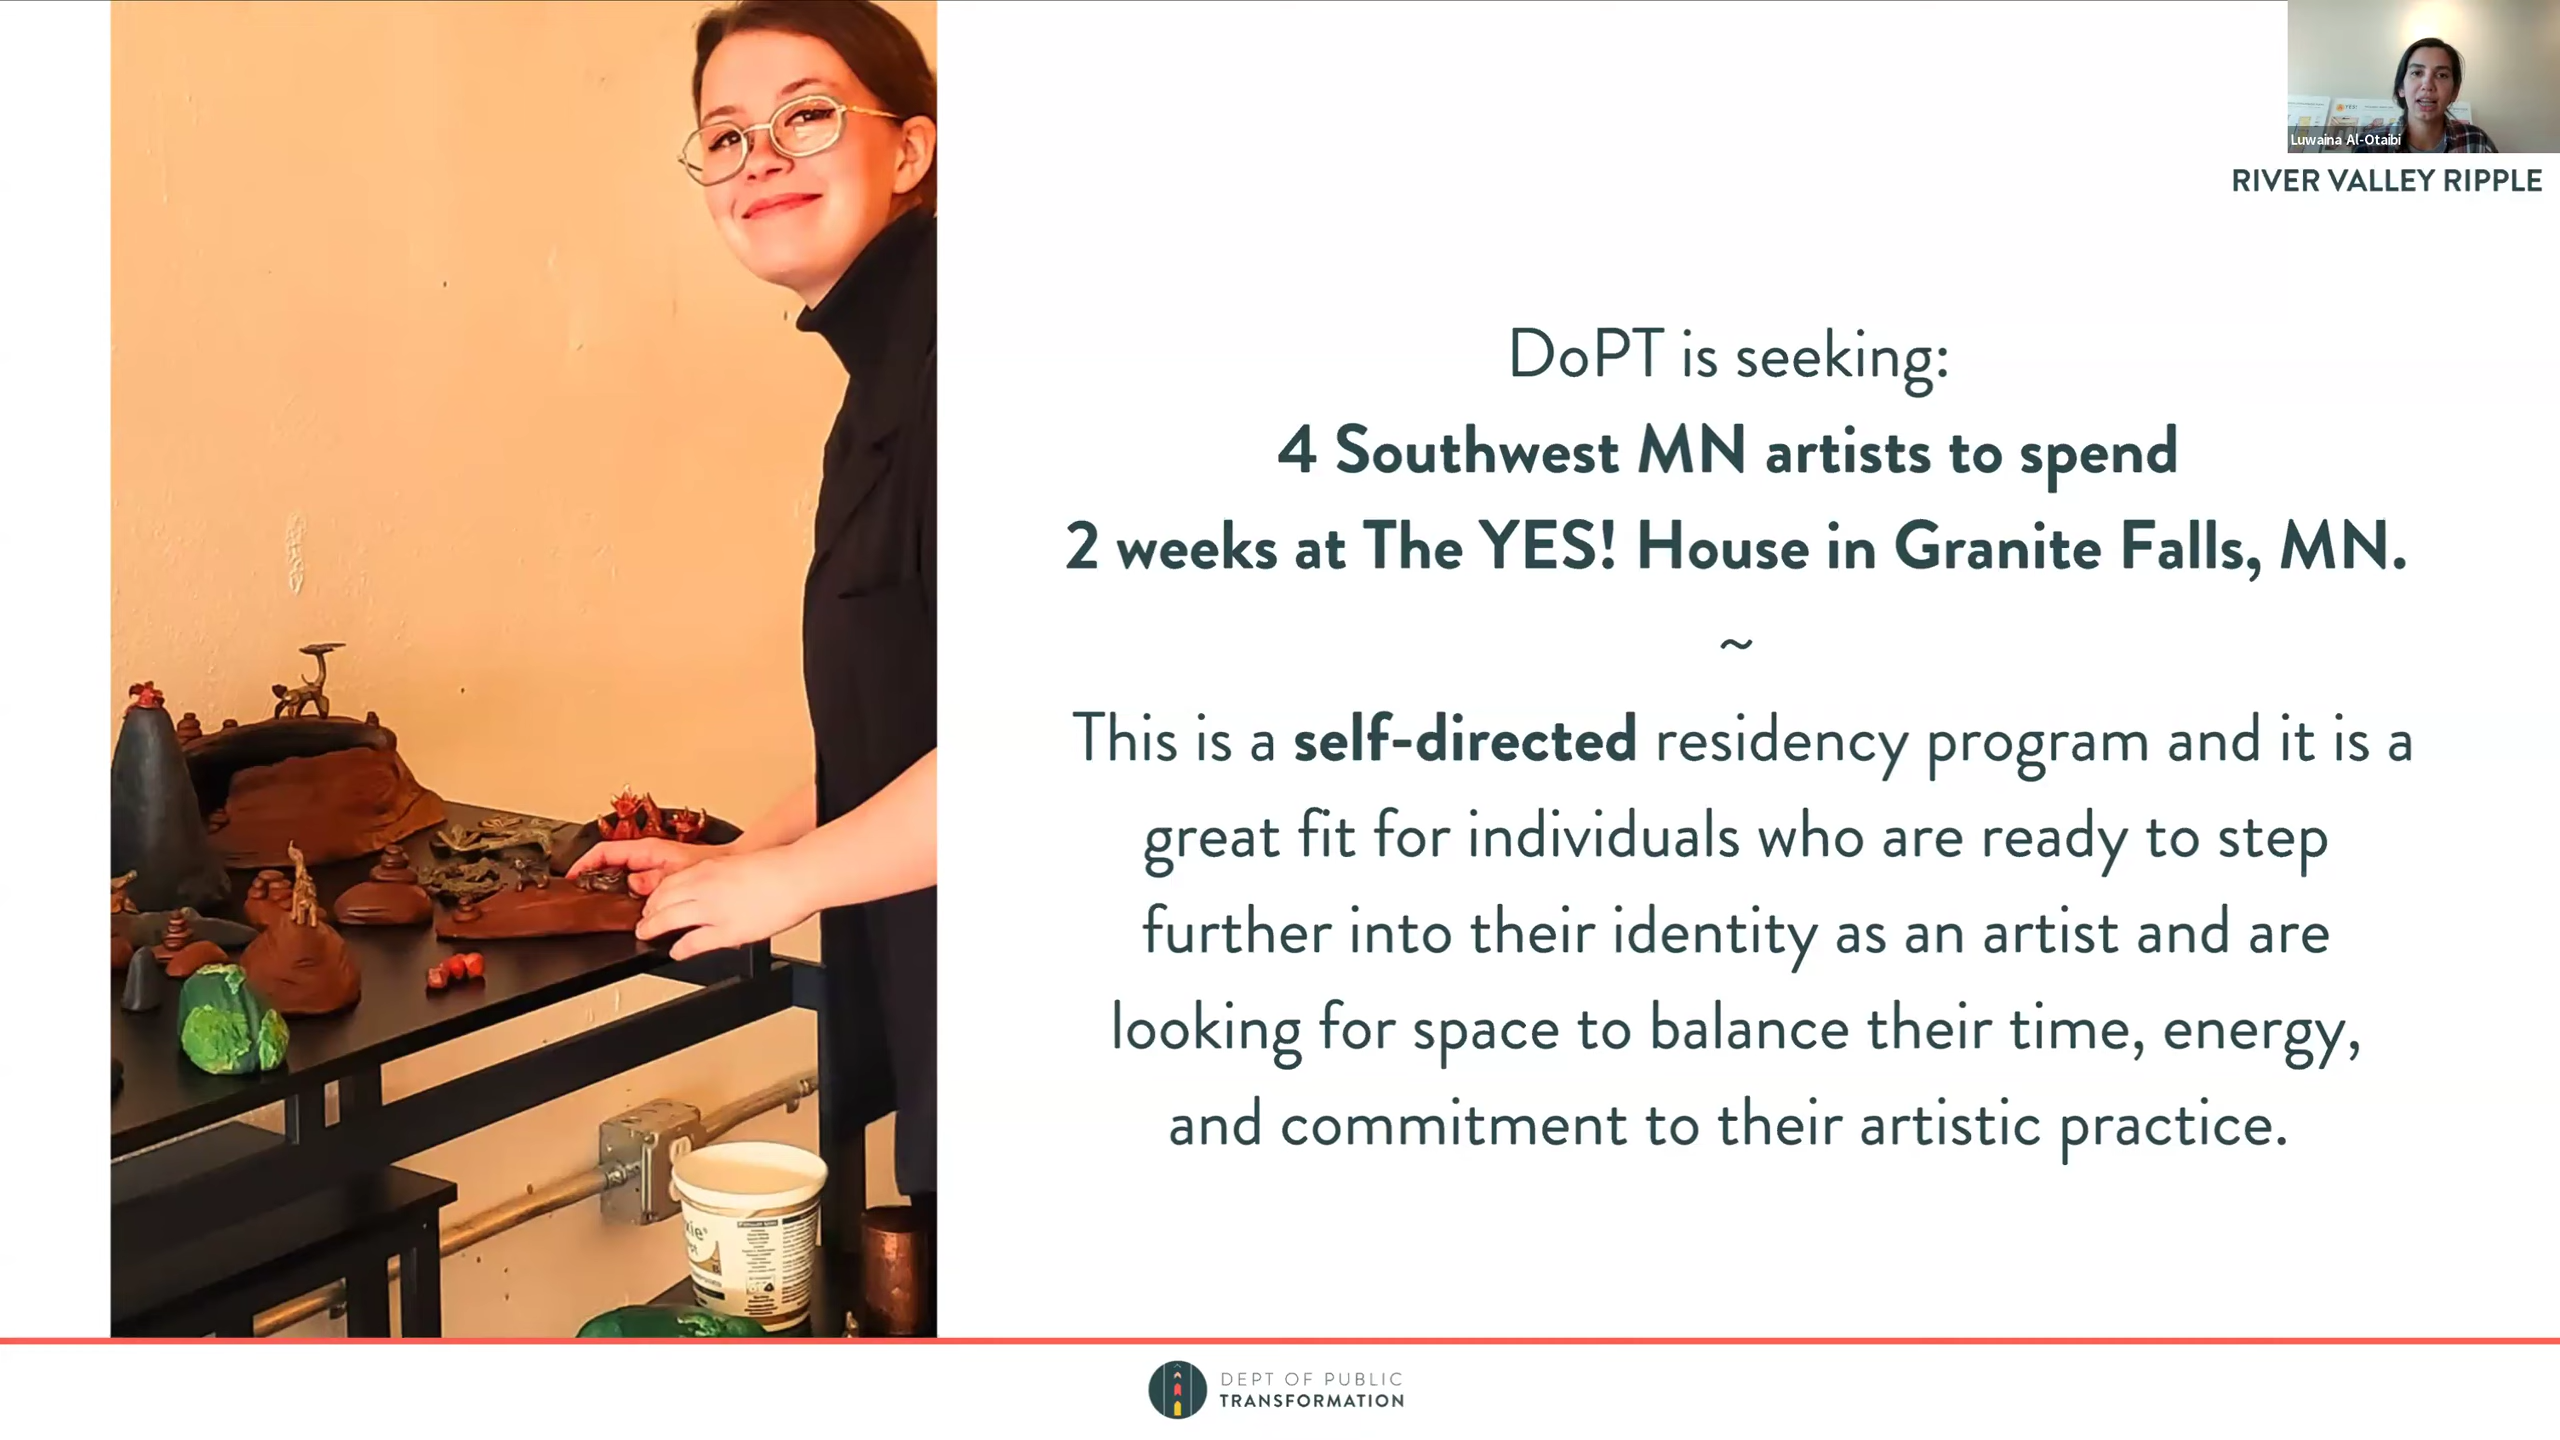 Luwaina Al-Otaibi
RIVER VALLEY RIPPLE
DoPT is seeking:
4 Southwest MN artists to spend
2 weeks at The YES! House in Granite Falls, MN.
~
This is a self-directed residency program and it is a
great fit for individuals who are ready to step
further into their identity as an artist and are
looking for space to balance their time, energy,
and commitment to their artistic practice.
DEPT OF PUBLIC
TRANSFORMATION
YES!